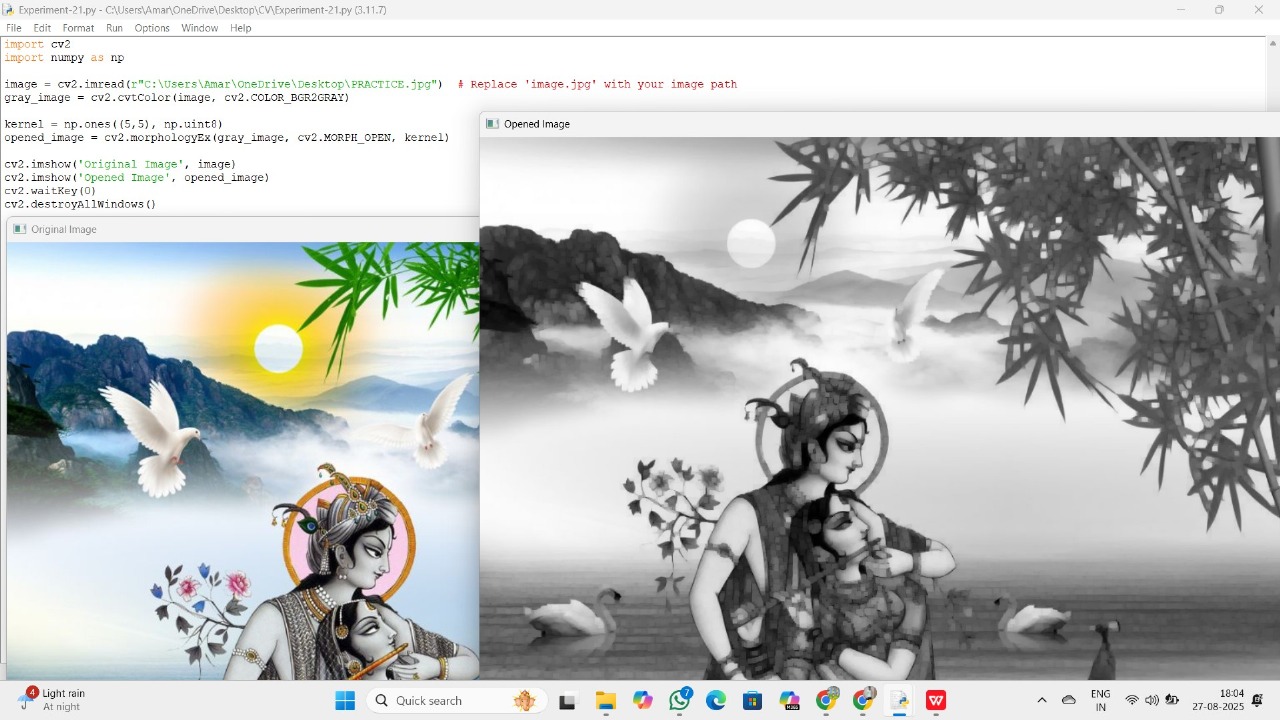 Experiment-21.py - C:\Users\Amar\OneDrive\Desktop\CV\Experiment-21.py (3.11.7)
File Edit Format Run Options Window Help
import cv2
import numpy as np
image = cv2.imread(r"C:\Users\Amar\OneDrive\Desktop\PRACTICE.jpg")  # Replace 'image.jpg' with your image path
gray_image = cv2.cvtColor(image, cv2.COLOR_BGR2GRAY)
kernel = np.ones((5,5), np.uint8)
opened_image = cv2.morphologyEx(gray_image, cv2.MORPH_OPEN, kernel)
cv2.imshow('Original Image', image)
cv2.imshow('Opened Image', opened_image)
cv2.waitKey(0)
cv2.destroyAllWindows()
Opened Image
Original Image
4
Light rain
At night
Quick search
M365
7
W
ENG
IN
18:04
27-08-2025